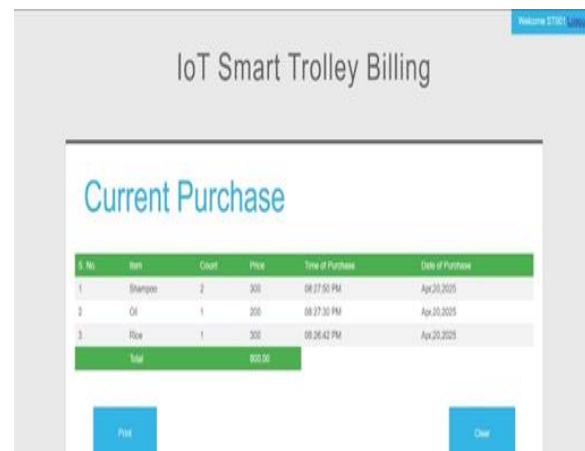 Welcome ST001
IoT Smart Trolley Billing
Current Purchase
S. No Item Count Price Time of Purchase Date of Purchase
1 Shampoo 2 300 08:27:50 PM Apr,20,2025
2 Oil 1 200 08:27:30 PM Apr,20,2025
3 Rice 1 300 08:26:42 PM Apr,20,2025
Total 800.00
Print Clear